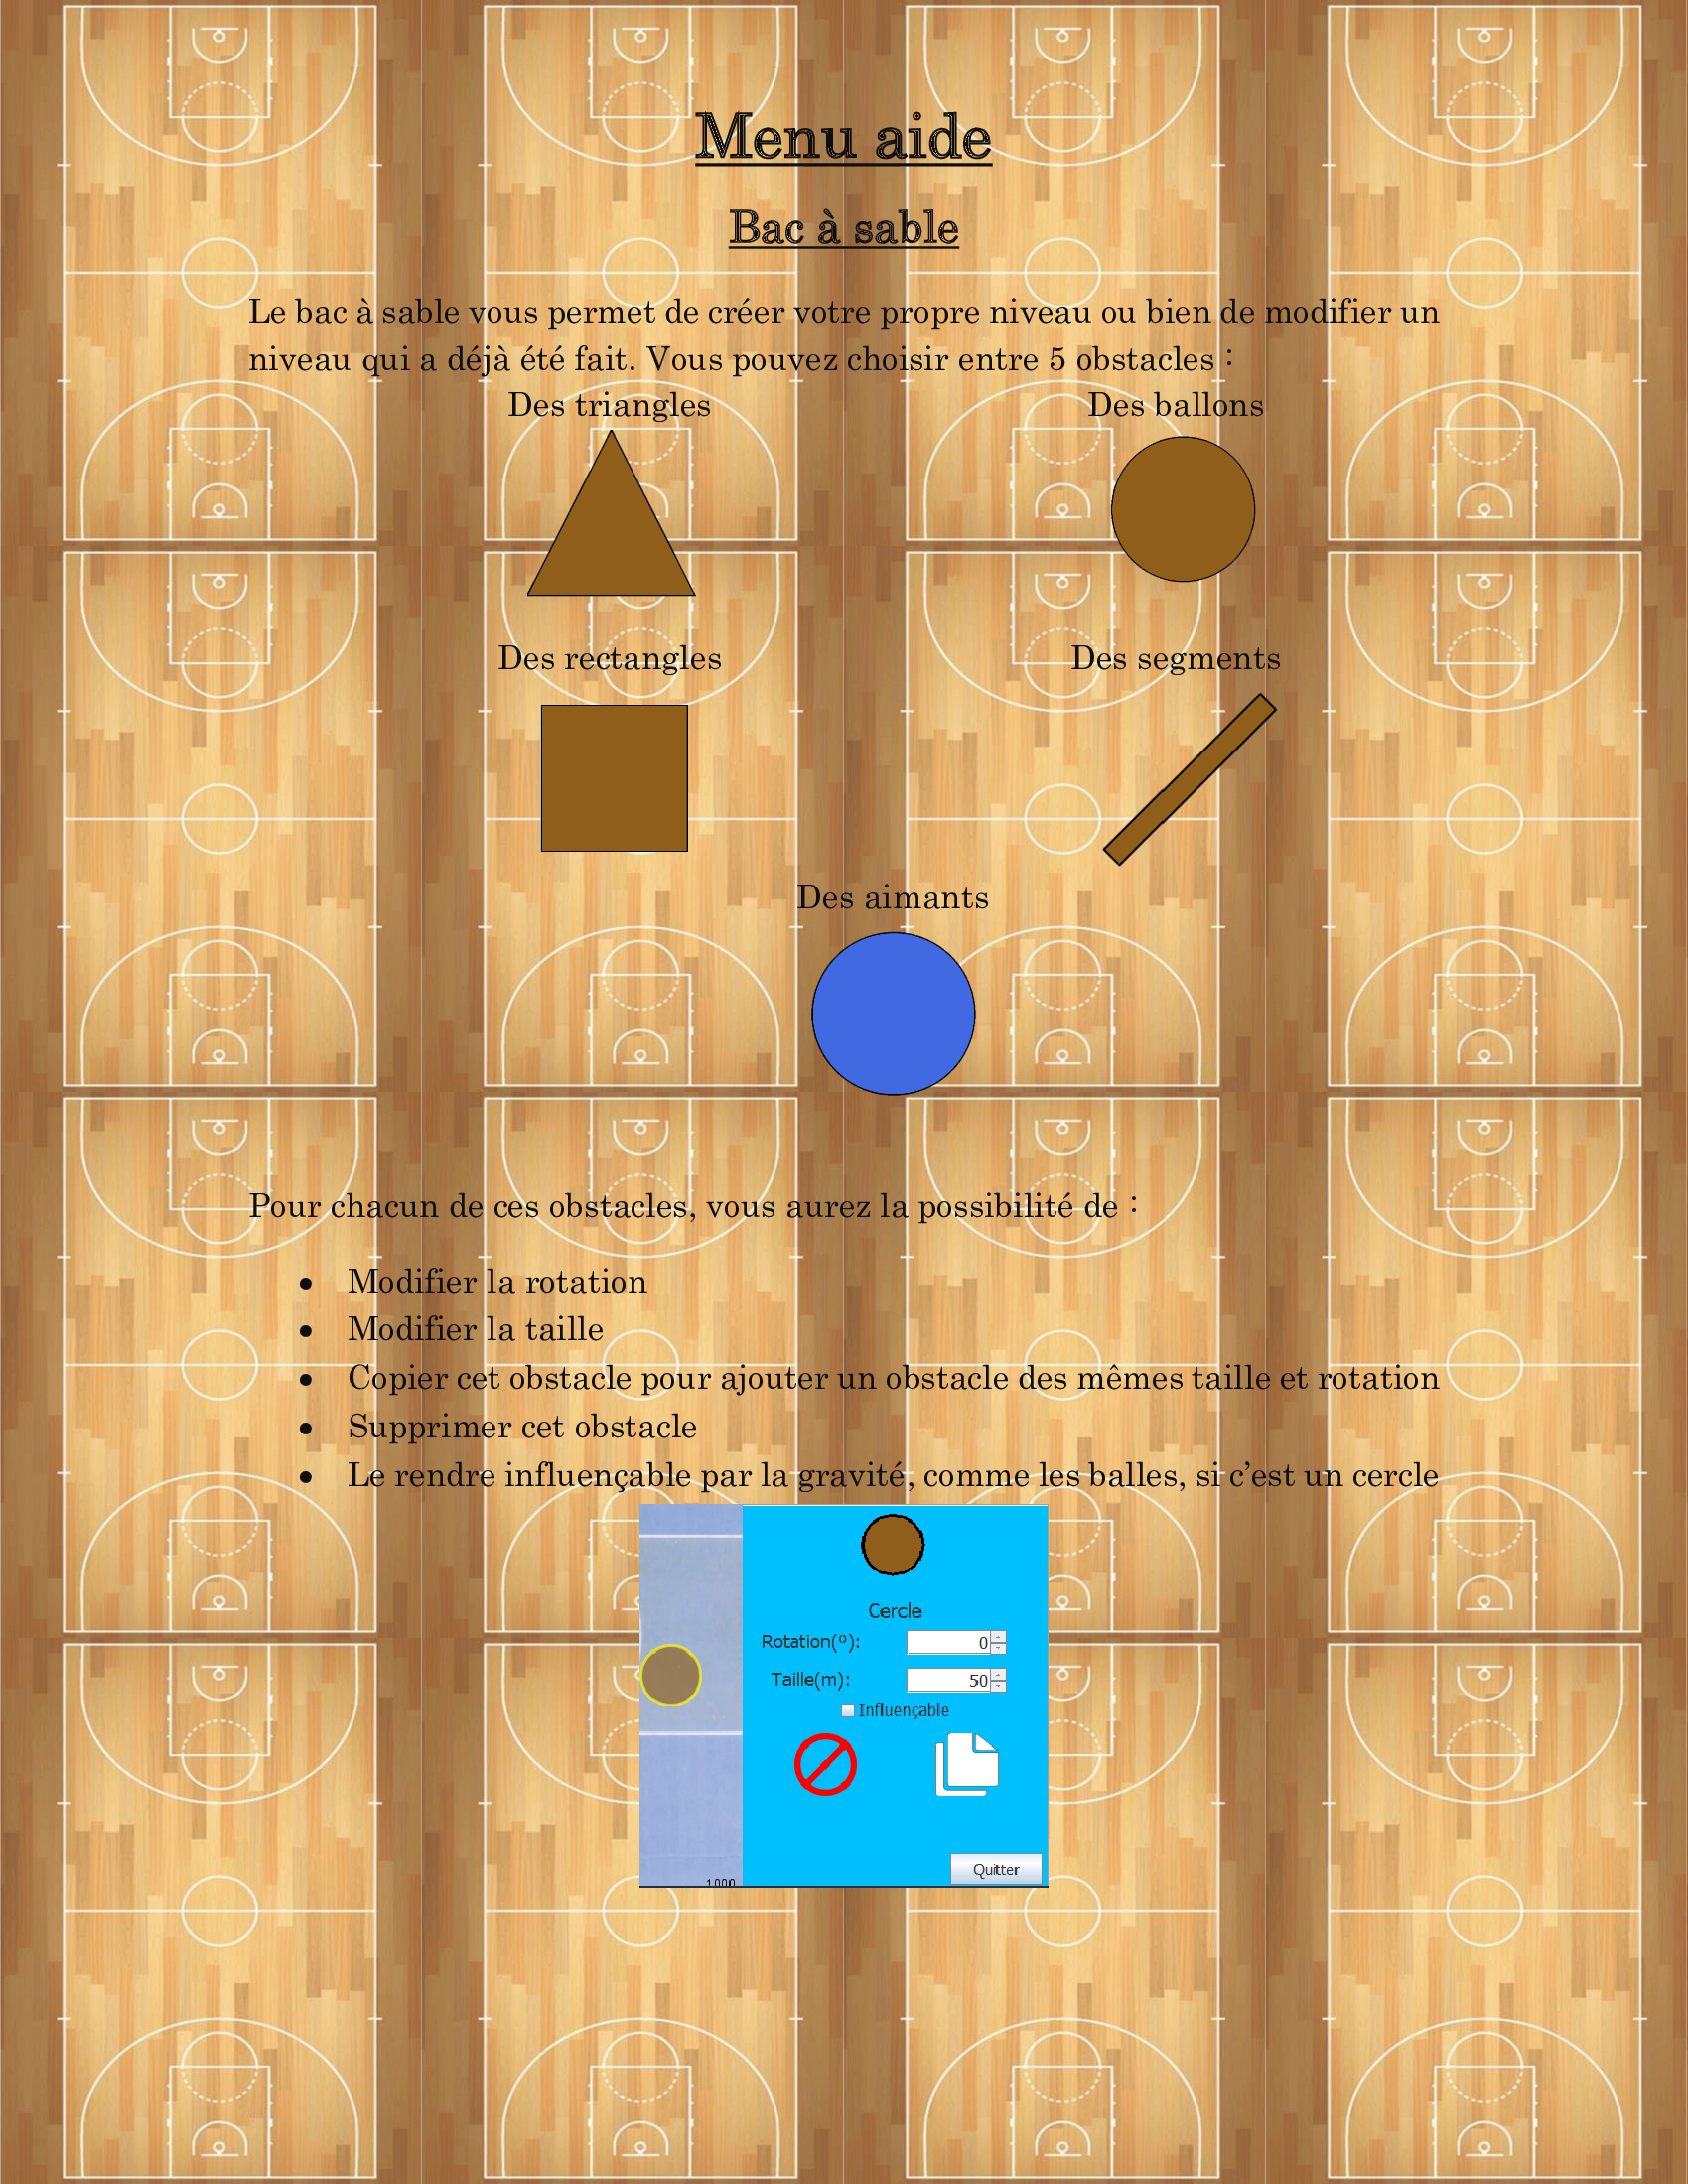 Menu aide
Bac à sable
Le bac à sable vous permet de créer votre propre niveau ou bien de modifier un
niveau qui a déjà été fait. Vous pouvez choisir entre 5 obstacles :
Des triangles
Des ballons
Des rectangles
Des segments
Des aimants
Pour chacun de ces obstacles, vous aurez la possibilité de :
• Modifier la rotation
• Modifier la taille
• Copier cet obstacle pour ajouter un obstacle des mêmes taille et rotation
• Supprimer cet obstacle
• Le rendre influençable par la gravité, comme les balles, si c’est un cercle
Cercle
Rotation(º): 0
Taille(m): 50
Influençable
Quitter
1000